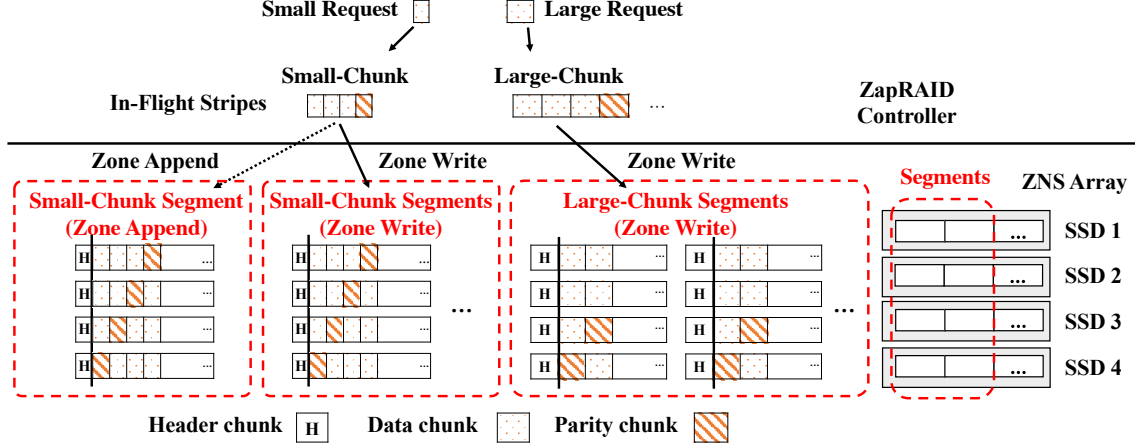 Small Request
Large Request
Small-Chunk
Large-Chunk
In-Flight Stripes
...
ZapRAID
Controller
Zone Append
Zone Write
Zone Write
Small-Chunk Segment
(Zone Append)
H ...
H ...
H ...
H ...
Small-Chunk Segments
(Zone Write)
H ...
H ...
H ...
H ...
...
Large-Chunk Segments
(Zone Write)
H ...
H ...
H ...
H ...
H ...
H ...
H ...
H ...
...
Segments
ZNS Array
... SSD 1
... SSD 2
... SSD 3
... SSD 4
Header chunk H
Data chunk
Parity chunk